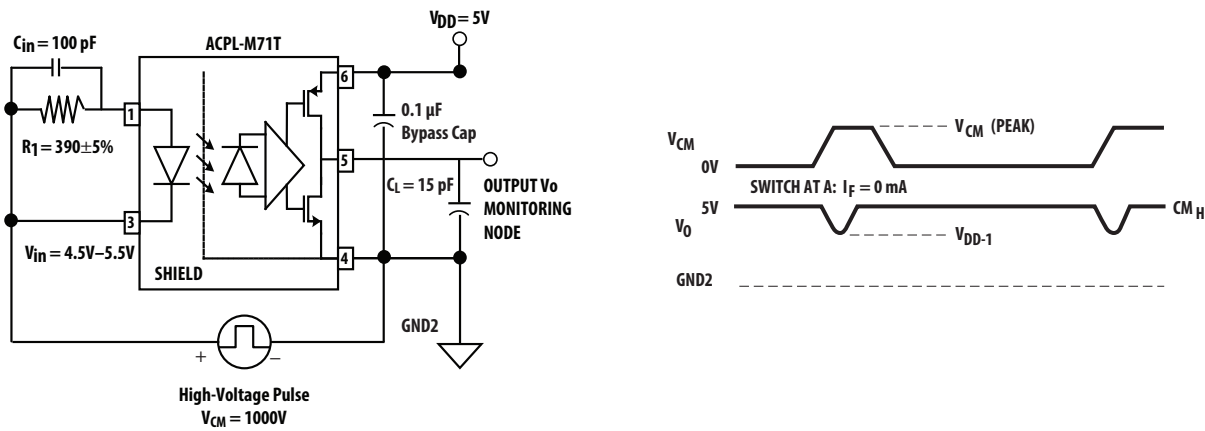 VDD = 5V
Cin = 100 pF
ACPL-M71T
6
1
0.1 µF
Bypass Cap
R1 = 390±5%
5
CL = 15 pF
OUTPUT Vo
MONITORING
NODE
3
Vin = 4.5V–5.5V
4
SHIELD
GND2
+
–
High-Voltage Pulse
VCM = 1000V
VCM (PEAK)
VCM
0V
SWITCH AT A: IF = 0 mA
5V
CMH
VO
VDD-1
GND2